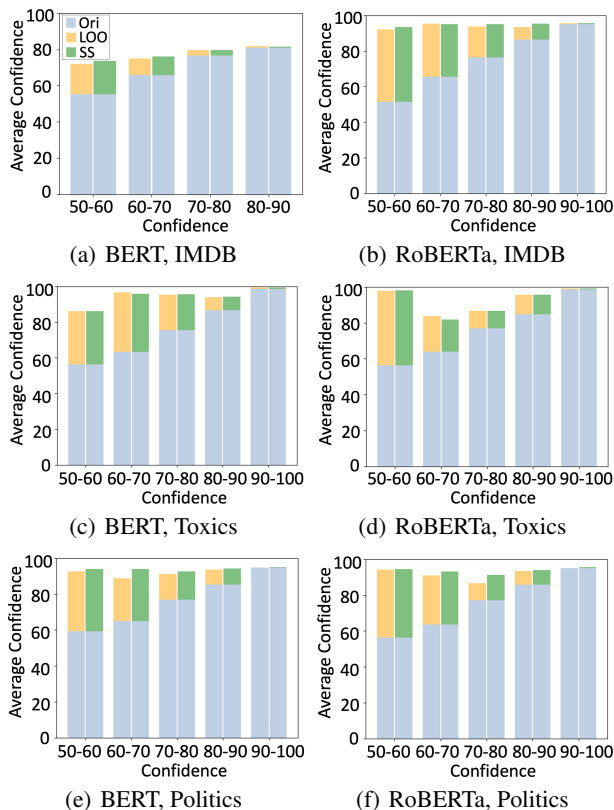 Average Confidence
100
80
60
40
20
0
Ori
LOO
SS
50-60 60-70 70-80 80-90
Confidence
(a) BERT, IMDB
Average Confidence
100
80
60
40
20
0
50-60 60-70 70-80 80-90 90-100
Confidence
(b) RoBERTa, IMDB
Average Confidence
100
80
60
40
20
0
50-60 60-70 70-80 80-90 90-100
Confidence
(c) BERT, Toxics
Average Confidence
100
80
60
40
20
0
50-60 60-70 70-80 80-90 90-100
Confidence
(d) RoBERTa, Toxics
Average Confidence
100
80
60
40
20
0
50-60 60-70 70-80 80-90 90-100
Confidence
(e) BERT, Politics
Average Confidence
100
80
60
40
20
0
50-60 60-70 70-80 80-90 90-100
Confidence
(f) RoBERTa, Politics